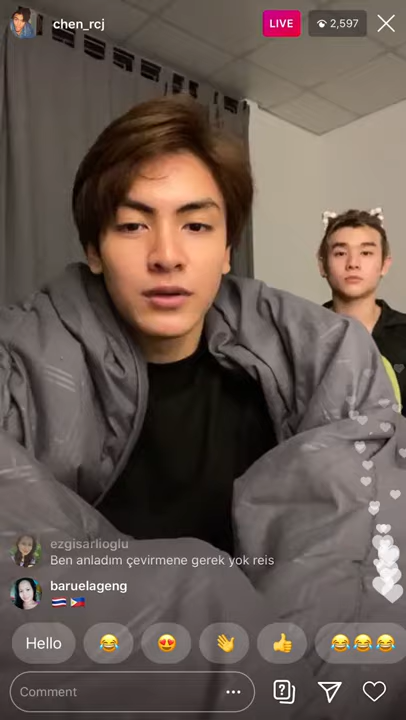 chen_rcj
LIVE
2,597
ezgisarlioglu
Ben anladım çevirmene gerek yok reis
baruelageng
🇹🇭 🇵🇭
Hello
Comment